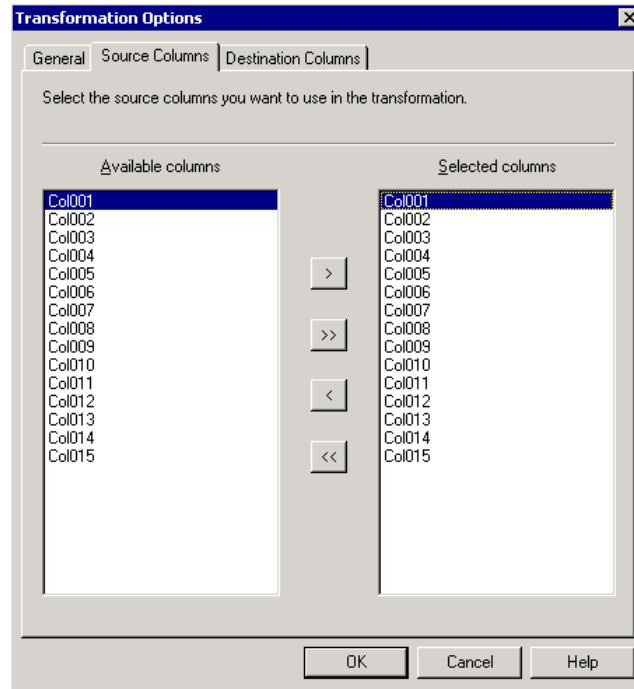 Transformation Options
General Source Columns Destination Columns
Select the source columns you want to use in the transformation.
Available columns Selected columns
Col001 Col001
Col002 Col002
Col003 Col003
Col004 Col004
Col005 Col005
Col006 Col006
Col007 Col007
Col008 Col008
Col009 Col009
Col010 Col010
Col011 Col011
Col012 Col012
Col013 Col013
Col014 Col014
Col015 Col015
>
>>
<
<<
OK Cancel Help